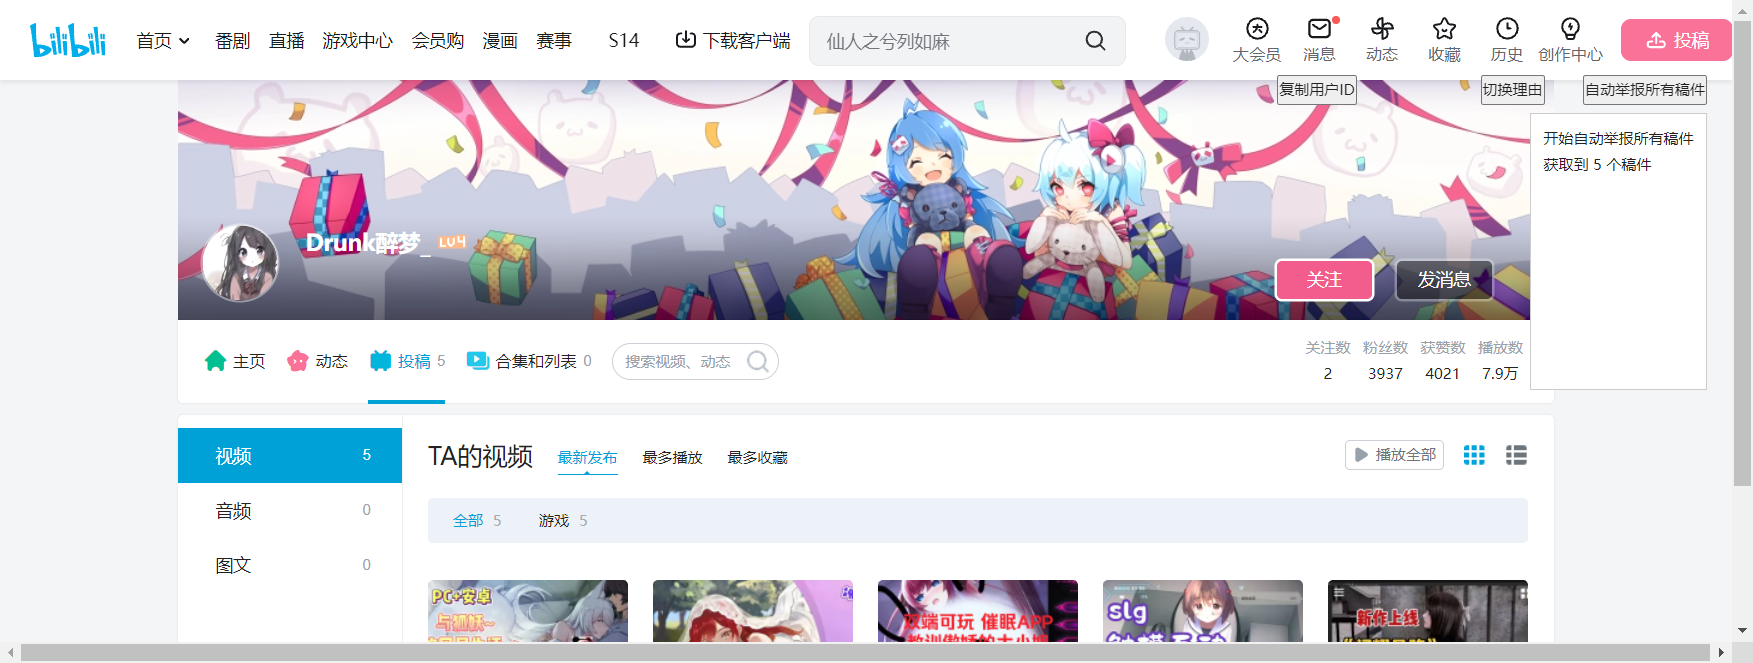 bilibili 首页 番剧 直播 游戏中心 会员购 漫画 赛事 S14 下载客户端 仙人之兮列如麻 大会员 消息 动态 收藏 历史 创作中心 投稿
复制用户ID 切换理由 自动举报所有稿件
开始自动举报所有稿件
获取到 5 个稿件
Drunk醉梦_ LV4
关注 发消息
主页 动态 投稿 5 合集和列表 0 搜索视频、动态
关注数 粉丝数 获赞数 播放数
2 3937 4021 7.9万
视频 5
音频 0
图文 0
TA的视频 最新发布 最多播放 最多收藏 播放全部
全部 5 游戏 5
PC+安卓
与狐妖~
双端可玩 催眠APP
slg
新作上线